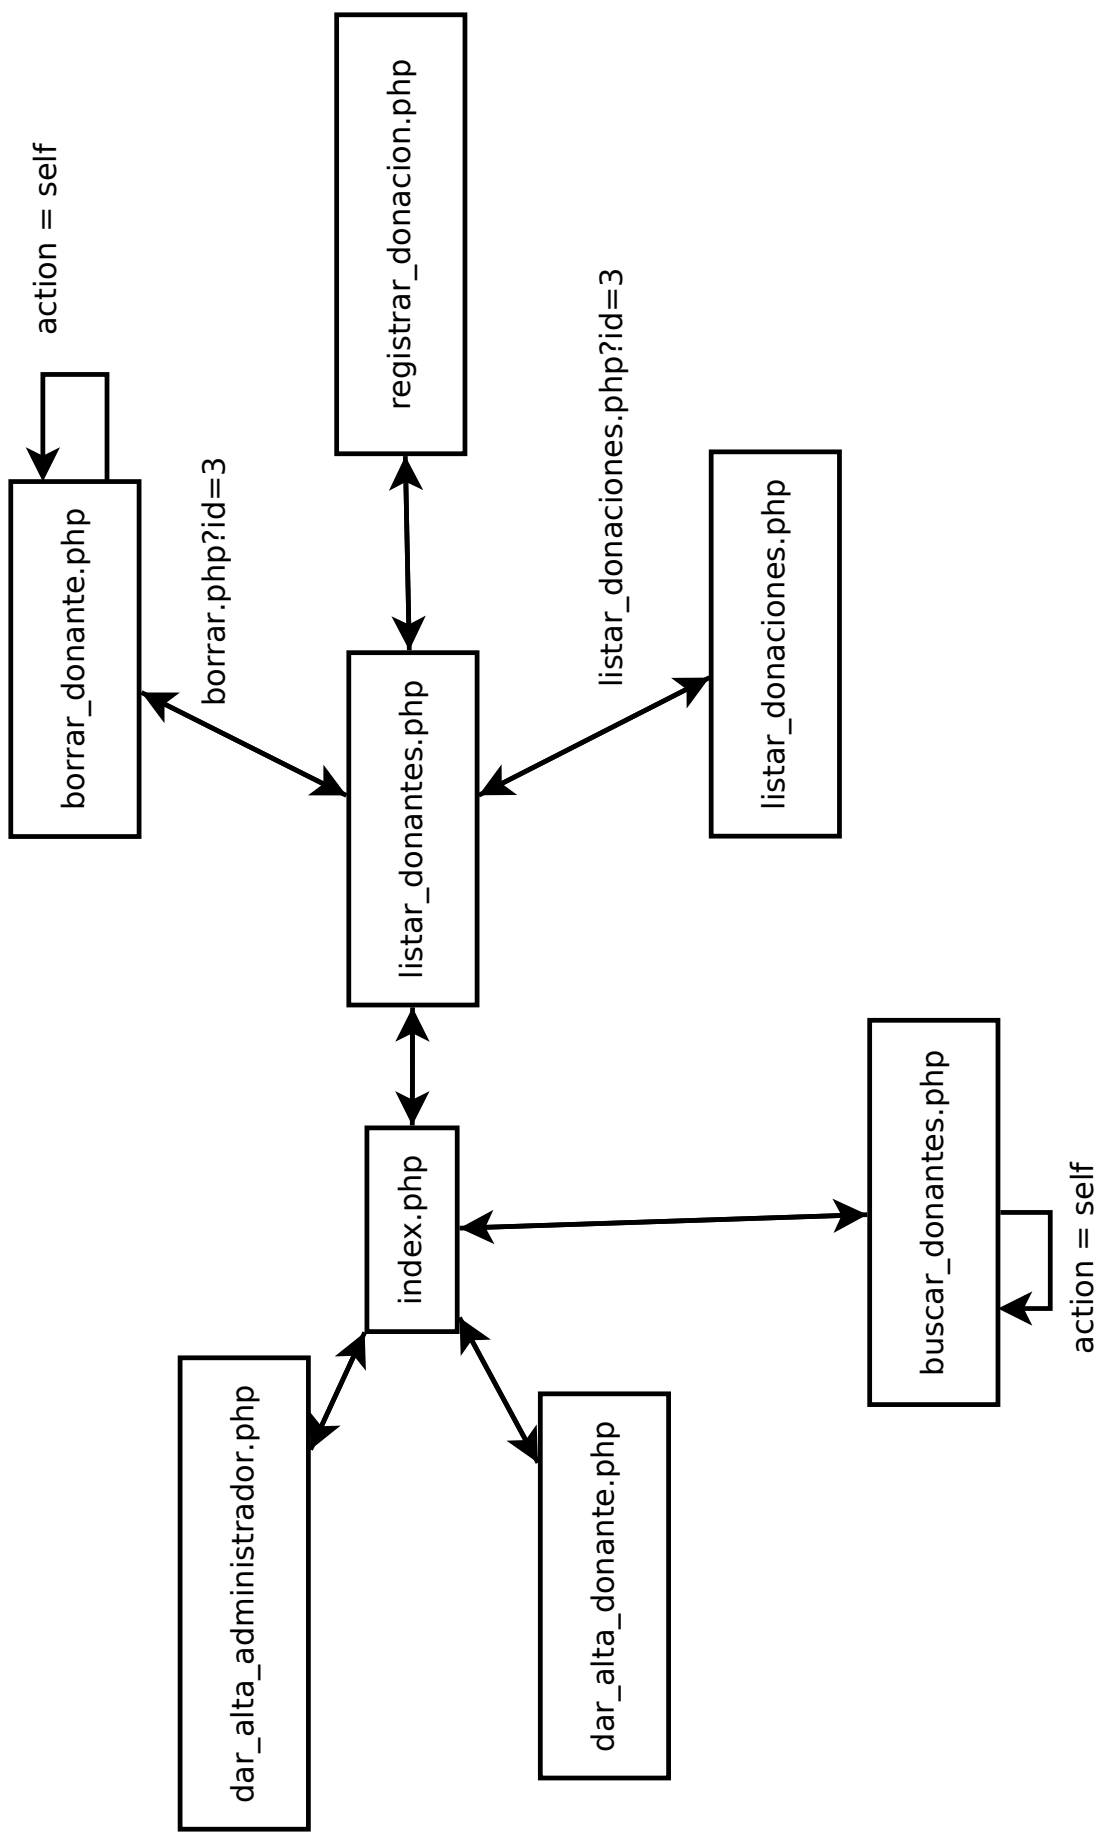 action = self
borrar_donante.php
borrar.php?id=3
dar_alta_administrador.php
index.php
listar_donantes.php
registrar_donacion.php
listar_donaciones.php?id=3
dar_alta_donante.php
listar_donaciones.php
buscar_donantes.php
action = self